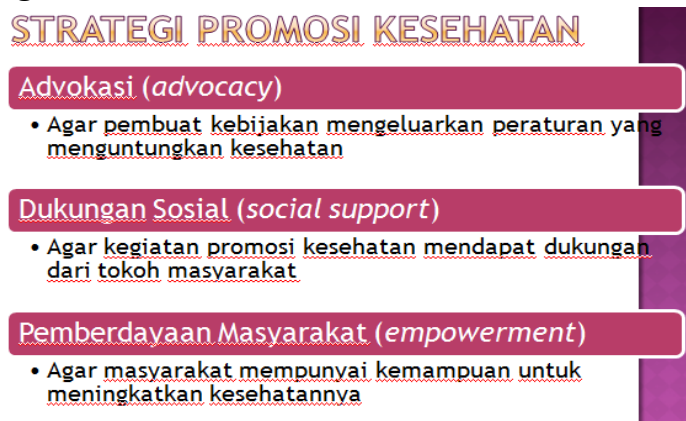 STRATEGI PROMOSI KESEHATAN
Advokasi (advocacy)
• Agar pembuat kebijakan mengeluarkan peraturan yang
menguntungkan kesehatan
Dukungan Sosial (social support)
• Agar kegiatan promosi kesehatan mendapat dukungan
dari tokoh masyarakat
Pemberdayaan Masyarakat (empowerment)
• Agar masyarakat mempunyai kemampuan untuk
meningkatkan kesehatannya